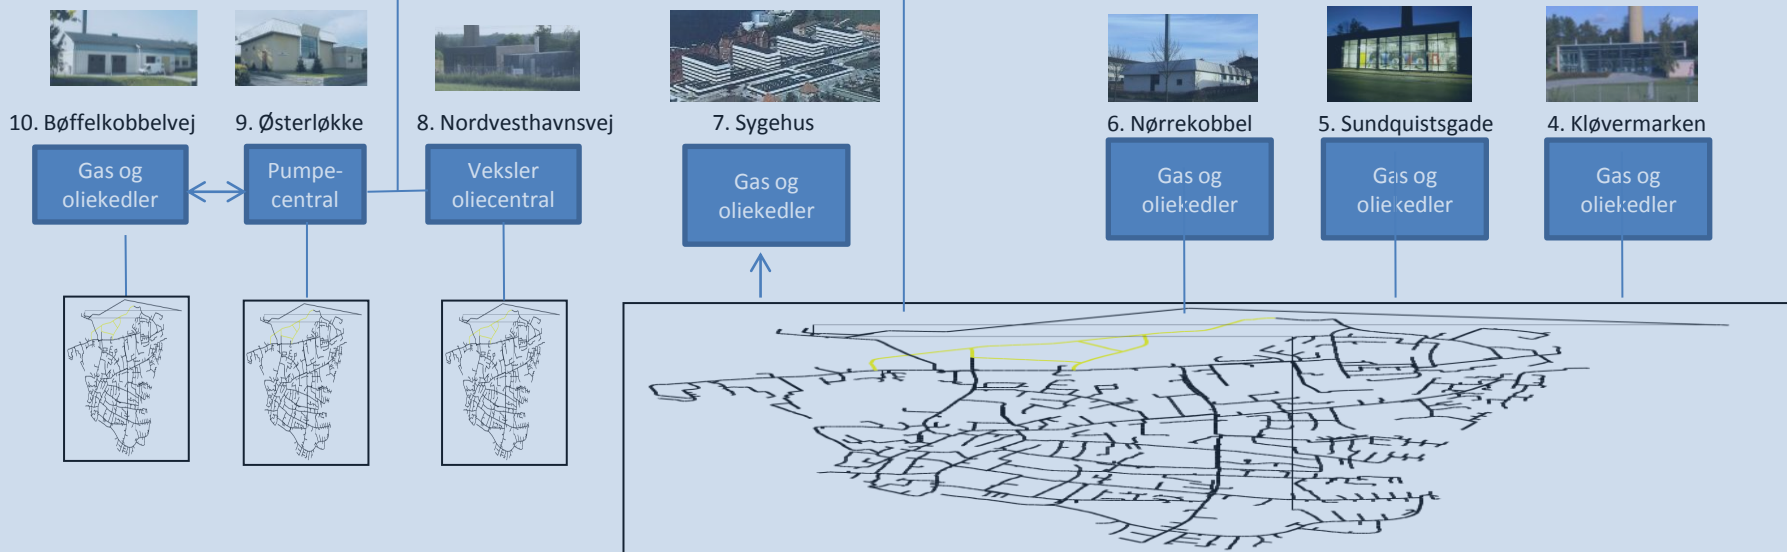 10. Bøffelkobbelvej
9. Østerløkke
8. Nordvesthavnsvej
7. Sygehus
6. Nørrekobbel
5. Sundquistsgade
4. Kløvermarken
Gas og
oliekedler
Pumpe-
central
Veksler
oliecentral
Gas og
oliekedler
Gas og
oliekedler
Gas og
oliekedler
Gas og
oliekedler